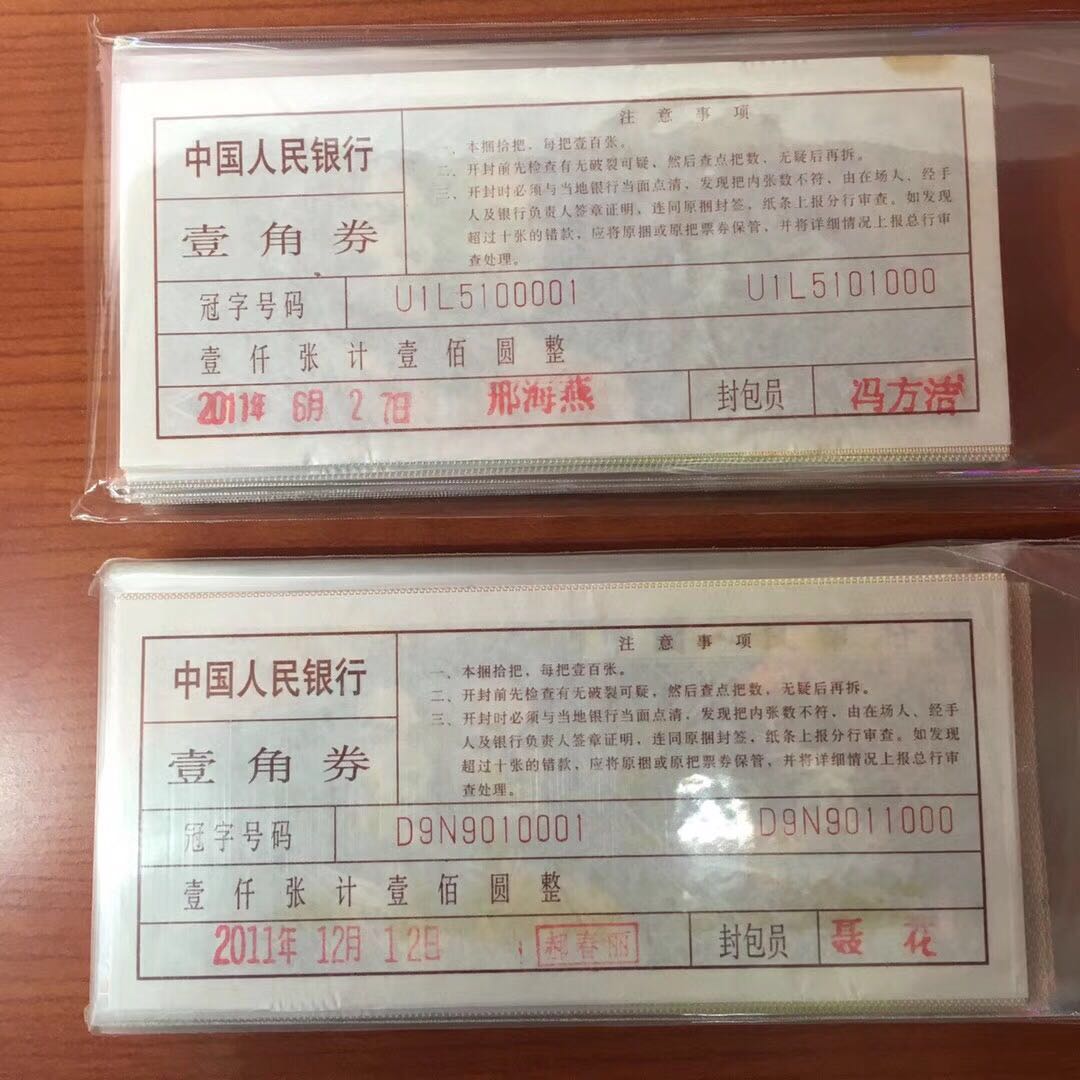 中国人民银行
壹角券
注意事项
一、本捆拾把，每把壹百张。
二、开封前先检查有无破裂可疑，然后查点把数，无疑后再拆。
三、开封时必须与当地银行当面点清，发现把内张数不符、由在场人、经手
人及银行负责人签章证明，连同原捆封签，纸条上报分行审查。如发现
超过十张的错款，应将原捆或原把票券保管，并将详细情况上报总行审
查处理。
冠字号码 U1L5100001 U1L5101000
壹仟张计壹佰圆整
2011年 6月 27日 邢海燕 封包员 冯方洁
中国人民银行
壹角券
注意事项
一、本捆拾把，每把壹百张。
二、开封前先检查有无破裂可疑，然后查点把数，无疑后再拆。
三、开封时必须与当地银行当面点清，发现把内张数不符，由在场人、经手
人及银行负责人签章证明，连同原捆封签，纸条上报分行审查。如发现
超过十张的错款，应将原捆或原把票券保管，并将详细情况上报总行审
查处理。
冠字号码 D9N9010001 D9N9011000
壹仟张计壹佰圆整
2011年 12月 12日 郝春丽 封包员 聂花